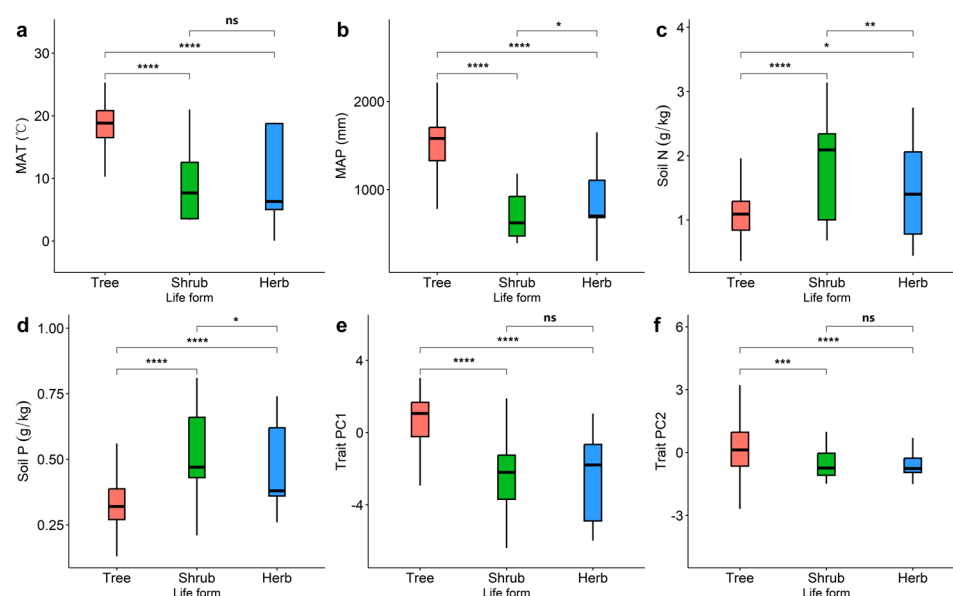 a
ns
****
****
30
20
10
0
MAT (℃)
Tree Shrub Herb
Life form
b
*
****
****
2000
1000
MAP (mm)
Tree Shrub Herb
Life form
c
**
*
****
4
3
2
1
Soil N (g/kg)
Tree Shrub Herb
Life form
d
*
****
****
1.00
0.75
0.50
0.25
Soil P (g/kg)
Tree Shrub Herb
Life form
e
ns
****
****
4
0
-4
Trait PC1
Tree Shrub Herb
Life form
f
ns
****
***
6
3
0
-3
Trait PC2
Tree Shrub Herb
Life form